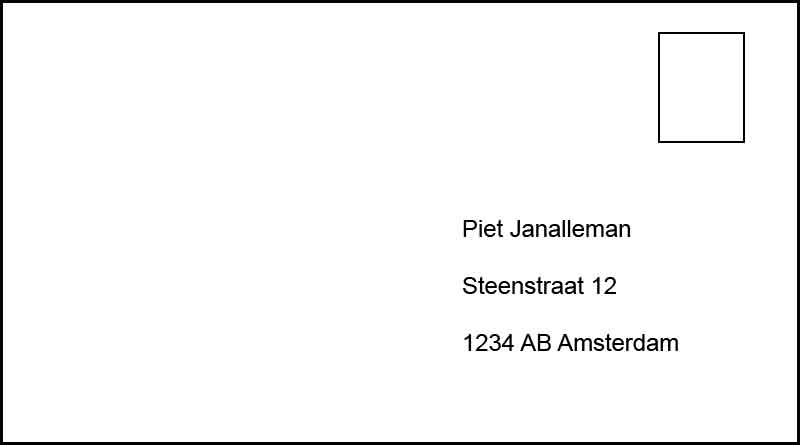 Piet Janalleman
Steenstraat 12
1234 AB Amsterdam